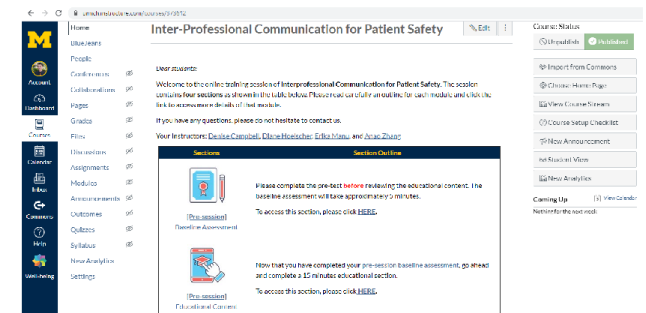 Home
Inter-Professional Communication for Patient Safety
Edit
Course Status
Unpublish
Published
BlueJeans
People
Conferences
Collaborations
Pages
Grades
Files
Discussions
Assignments
Modules
Announcements
Outcomes
Quizzes
Syllabus
New Analytics
Settings
Account
Dashboard
Courses
Calendar
Inbox
Commons
Help
Well-being
Dear students:
Welcome to the online training session of Interprofessional Communication for Patient Safety. The session
contains four sections as shown in the table below. Please read carefully an outline for each module and click the
link to access more details of that module.
If you have any questions, please do not hesitate to contact us.
Your Instructors: Denise Campbell, Diane Hoelscher, Erika Manu, and Anao Zhang
Sections
Section Outline
Please complete the pre-test before reviewing the educational content. The
baseline assessment will take approximately 5 minutes.
To access this section, please click HERE.
[Pre-session]
Baseline Assessment
Now that you have completed your pre-session baseline assessment, go ahead
and complete a 15 minutes educational section.
To access this section, please click HERE.
[Pre-session]
Educational Content
Import from Commons
Choose Home Page
View Course Stream
Course Setup Checklist
New Announcement
Student View
New Analytics
Coming Up
View Calendar
Nothing for the next week